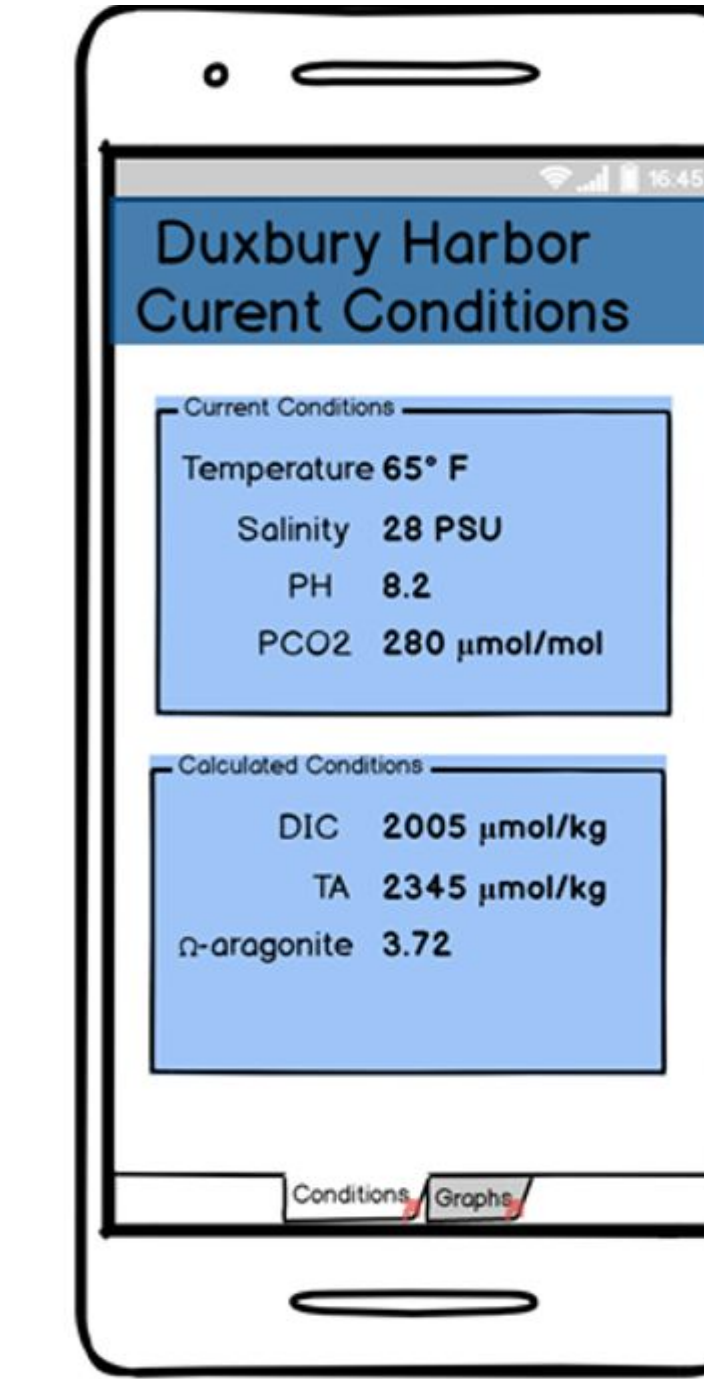 16:45
Duxbury Harbor
Curent Conditions
Current Conditions
Temperature 65° F
Salinity 28 PSU
PH 8.2
PCO2 280 μmol/mol
Calculated Conditions
DIC 2005 μmol/kg
TA 2345 μmol/kg
Ω-aragonite 3.72
Conditions Graphs